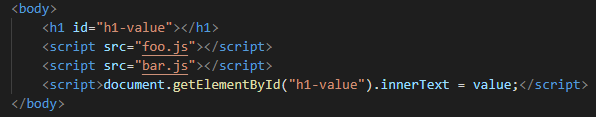 <body>
<h1 id="h1-value"></h1>
<script src="foo.js"></script>
<script src="bar.js"></script>
<script>document.getElementById("h1-value").innerText = value;</script>
</body>